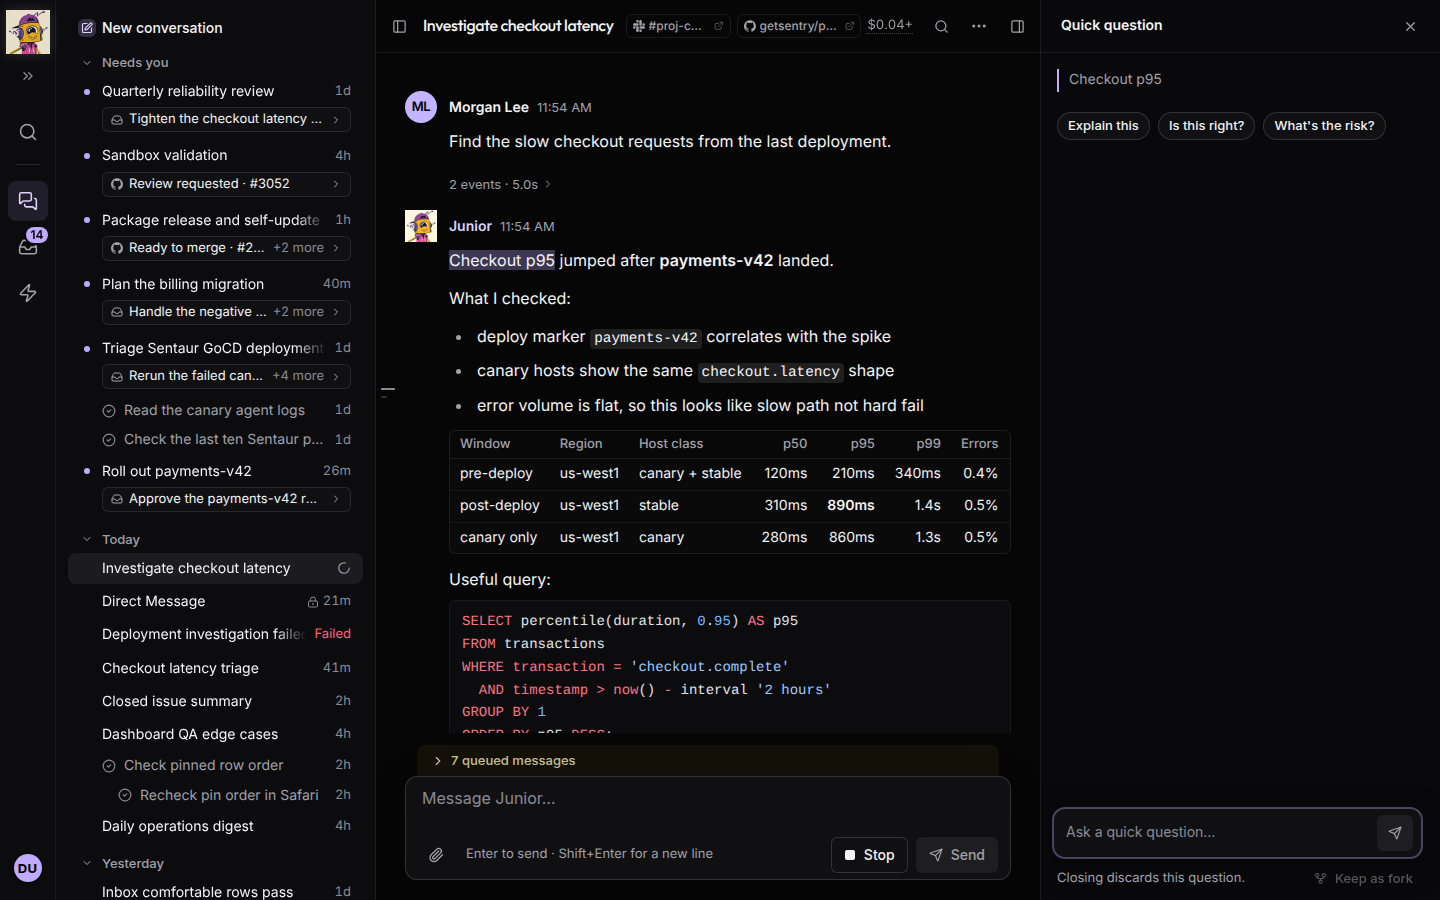 New conversation
Needs you
Quarterly reliability review 1d
Tighten the checkout latency ...
Sandbox validation 4h
Review requested · #3052
Package release and self-update 1h
Ready to merge · #2... +2 more
Plan the billing migration 40m
Handle the negative ... +2 more
Triage Sentaur GoCD deployment 1d
Rerun the failed can... +4 more
Read the canary agent logs 1d
Check the last ten Sentaur p... 1d
Roll out payments-v42 26m
Approve the payments-v42 r...
Today
Investigate checkout latency
Direct Message 21m
Deployment investigation failed Failed
Checkout latency triage 41m
Closed issue summary 2h
Dashboard QA edge cases 4h
Check pinned row order 2h
Recheck pin order in Safari 2h
Daily operations digest 4h
Yesterday
Inbox comfortable rows pass 1d
14
DU
Investigate checkout latency #proj-c... getsentry/p... $0.04+
ML Morgan Lee 11:54 AM
Find the slow checkout requests from the last deployment.
2 events · 5.0s
Junior 11:54 AM
Checkout p95 jumped after payments-v42 landed.
What I checked:
• deploy marker payments-v42 correlates with the spike
• canary hosts show the same checkout.latency shape
• error volume is flat, so this looks like slow path not hard fail
Window Region Host class p50 p95 p99 Errors
pre-deploy us-west1 canary + stable 120ms 210ms 340ms 0.4%
post-deploy us-west1 stable 310ms 890ms 1.4s 0.5%
canary only us-west1 canary 280ms 860ms 1.3s 0.5%
Useful query:
SELECT percentile(duration, 0.95) AS p95
FROM transactions
WHERE transaction = 'checkout.complete'
AND timestamp > now() - interval '2 hours'
GROUP BY 1
ORDER BY p95 DESC;
7 queued messages
Message Junior...
Enter to send · Shift+Enter for a new line
Stop
Send
Quick question
Checkout p95
Explain this
Is this right?
What's the risk?
Ask a quick question...
Closing discards this question.
Keep as fork